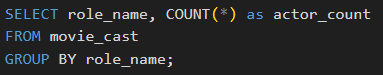 SELECT role_name, COUNT(*) as actor_count
FROM movie_cast
GROUP BY role_name;